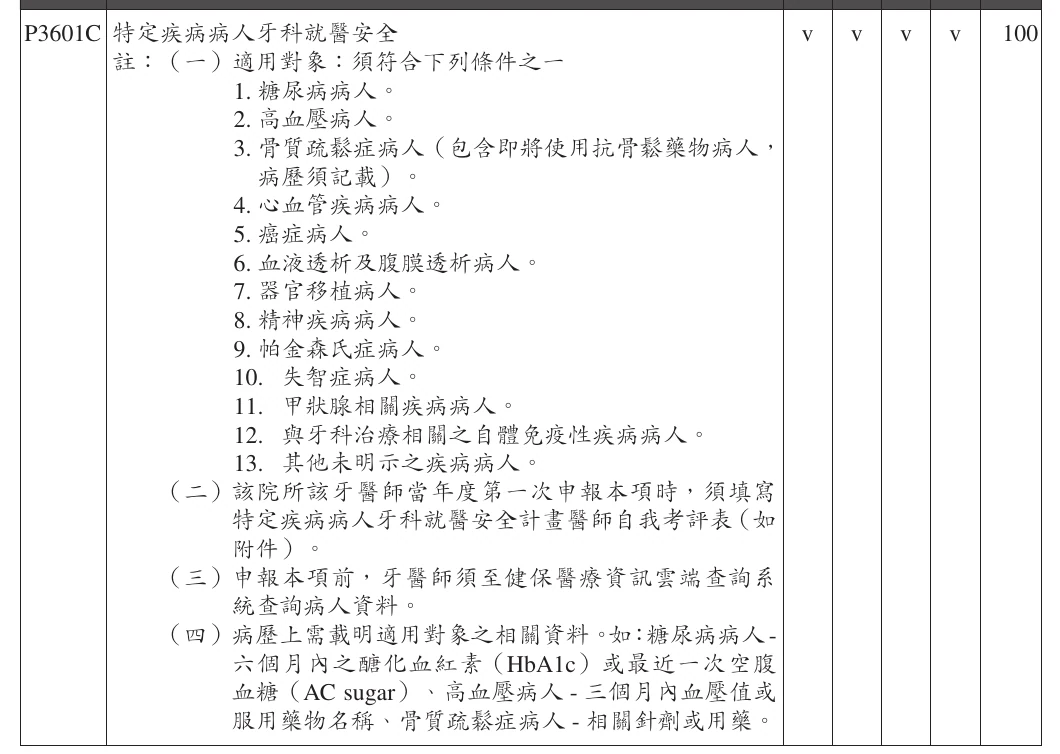 P3601C 特定疾病病人牙科就醫安全 v v v v 100
註：（一）適用對象：須符合下列條件之一
1. 糖尿病病人。
2. 高血壓病人。
3. 骨質疏鬆症病人（包含即將使用抗骨鬆藥物病人，
病歷須記載）。
4. 心血管疾病病人。
5. 癌症病人。
6. 血液透析及腹膜透析病人。
7. 器官移植病人。
8. 精神疾病病人。
9. 帕金森氏症病人。
10. 失智症病人。
11. 甲狀腺相關疾病病人。
12. 與牙科治療相關之自體免疫性疾病病人。
13. 其他未明示之疾病病人。
（二）該院所該牙醫師當年度第一次申報本項時，須填寫
特定疾病病人牙科就醫安全計畫醫師自我考評表（如
附件）。
（三）申報本項前，牙醫師須至健保醫療資訊雲端查詢系
統查詢病人資料。
（四）病歷上需載明適用對象之相關資料。如：糖尿病病人-
六個月內之醣化血紅素（HbA1c）或最近一次空腹
血糖（AC sugar）、高血壓病人 - 三個月內血壓值或
服用藥物名稱、骨質疏鬆症病人 - 相關針劑或用藥。